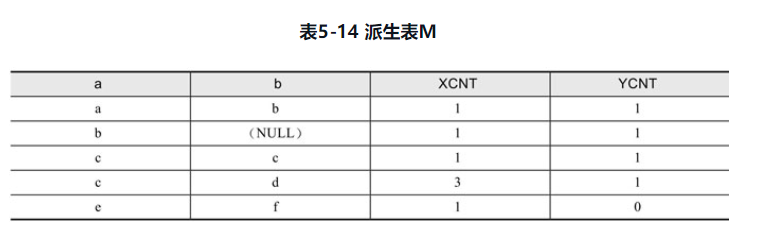 表5-14 派生表M
a b XCNT YCNT
a b 1 1
b （NULL） 1 1
c c 1 1
c d 3 1
e f 1 0